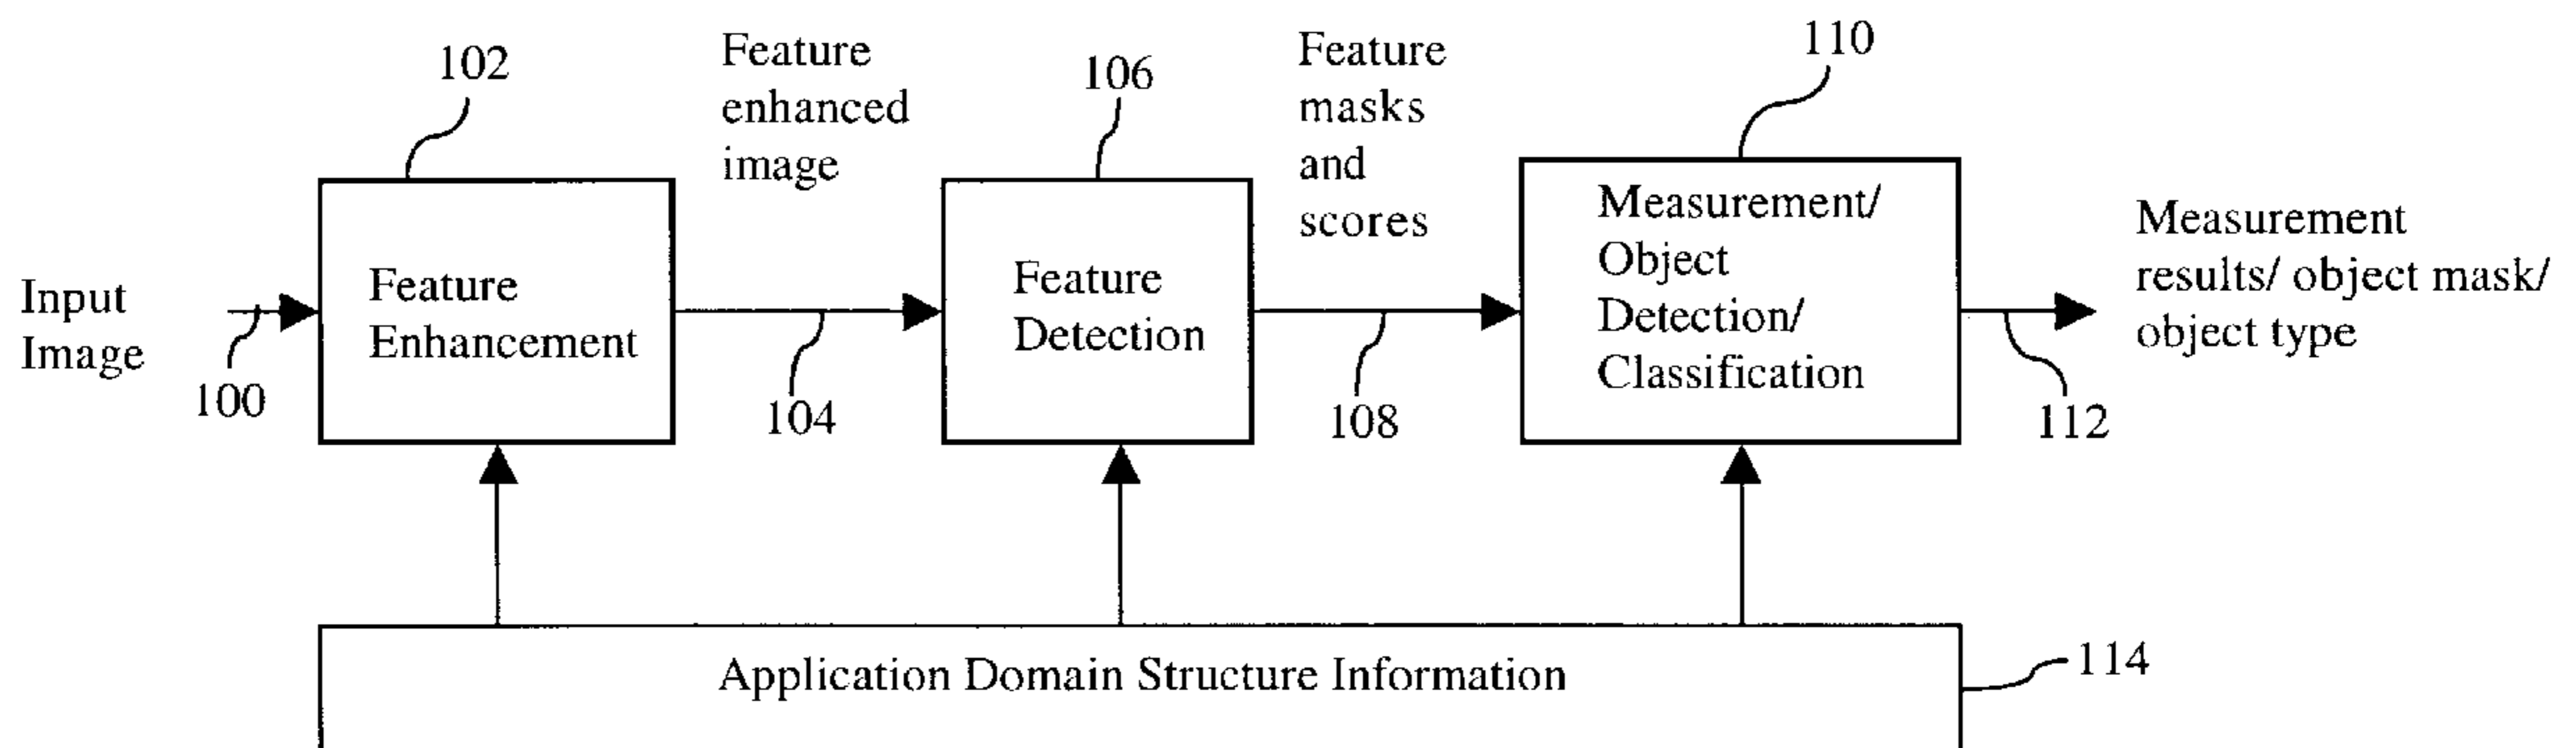 102
Feature
enhanced
image
106
Feature
masks
and
scores
110
Input
Image
100
Feature
Enhancement
104
Feature
Detection
108
Measurement/
Object
Detection/
Classification
Measurement
results/ object mask/
object type
112
Application Domain Structure Information
114